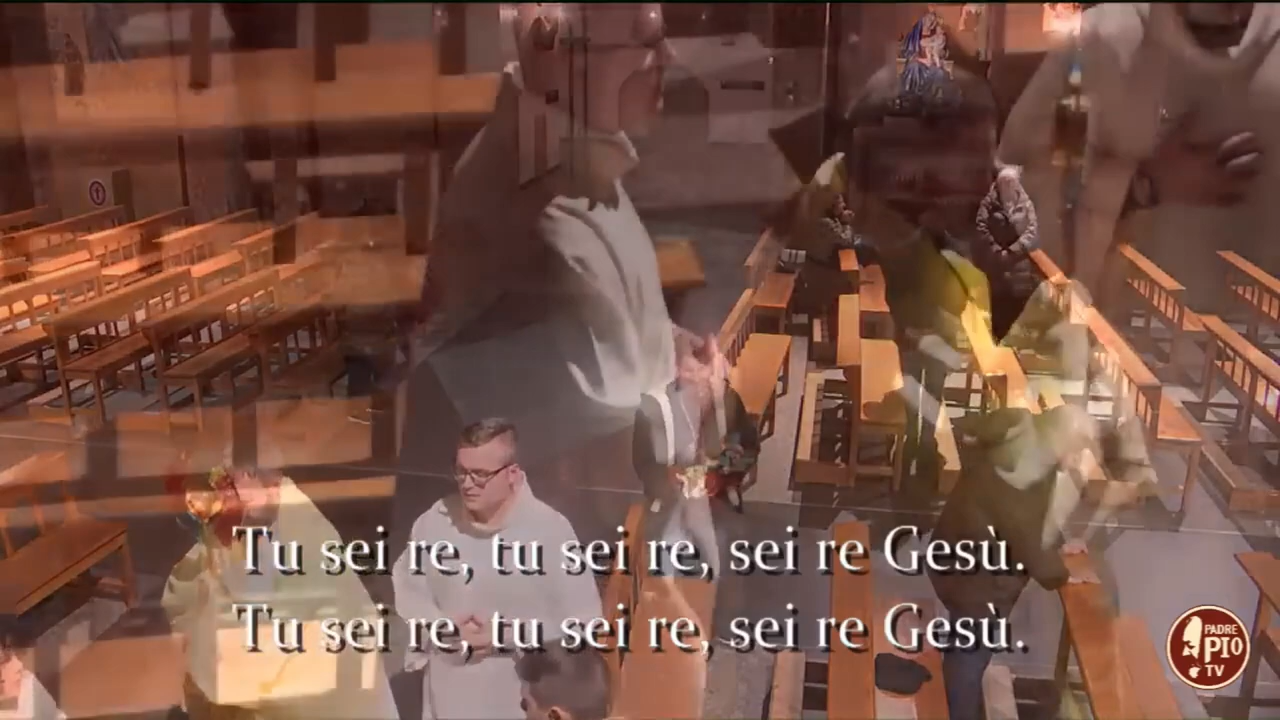 Tu sei re, tu sei re, sei re Gesù.
Tu sei re, tu sei re, sei re Gesù.
PADRE
PIO
TV